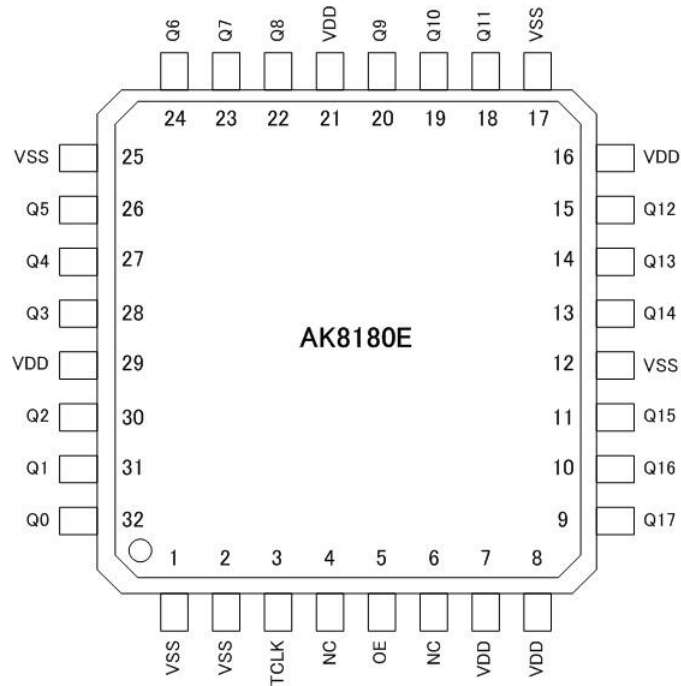 Q6 Q7 Q8 VDD Q9 Q10 Q11 VSS
24 23 22 21 20 19 18 17
VSS 25 16 VDD
Q5 26 15 Q12
Q4 27 14 Q13
Q3 28 13 Q14
AK8180E
VDD 29 12 VSS
Q2 30 11 Q15
Q1 31 10 Q16
Q0 32 9 Q17
1 2 3 4 5 6 7 8
VSS VSS TCLK NC OE NC VDD VDD